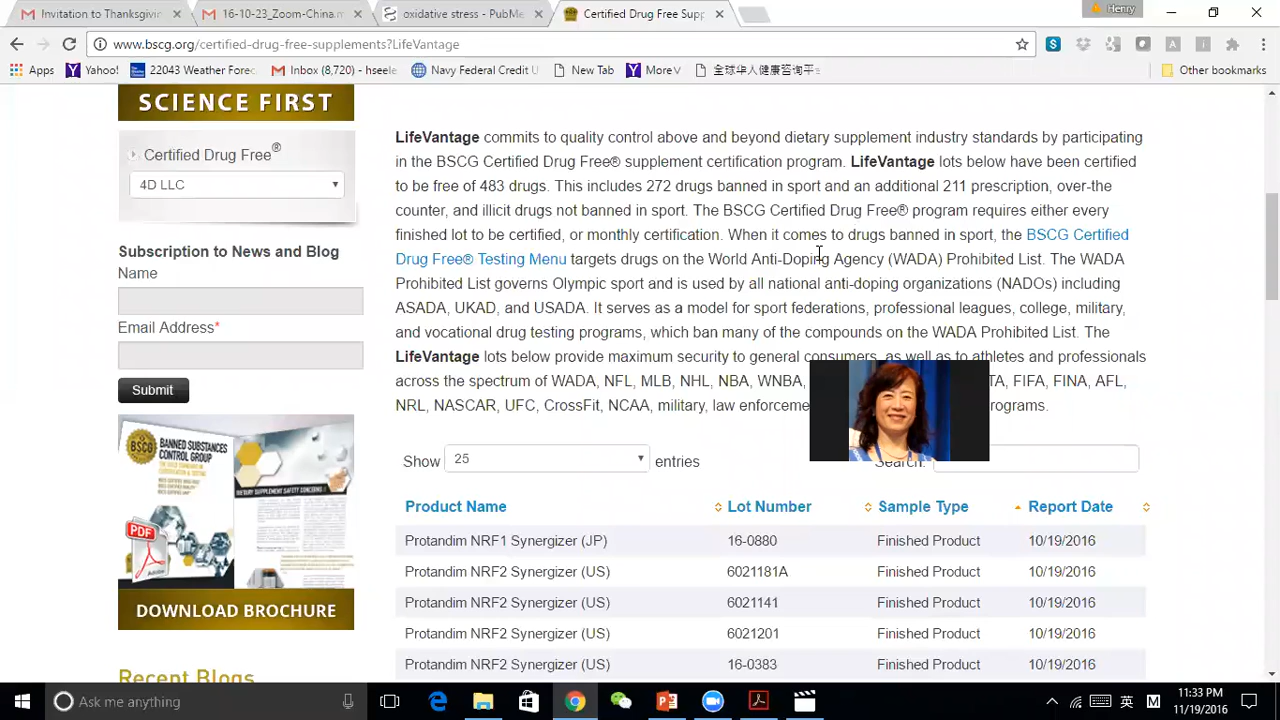 Invitation to Thanksgivin
16-10-23_Zoom-China.m
oxidative stress - PubMe
Certified Drug Free Supp
Henry
www.bscg.org/certified-drug-free-supplements?LifeVantage
Apps
Yahoo!
22043 Weather Forec
Inbox (8,720) - hseele
Navy Federal Credit U
New Tab
More∨
全球华人健康咨询平台
Other bookmarks
SCIENCE FIRST
Certified Drug Free®
4D LLC
Subscription to News and Blog
Name
Email Address*
Submit
BANNED SUBSTANCES CONTROL GROUP
PDF
DOWNLOAD BROCHURE
Recent Blogs
LifeVantage commits to quality control above and beyond dietary supplement industry standards by participating
in the BSCG Certified Drug Free® supplement certification program. LifeVantage lots below have been certified
to be free of 483 drugs. This includes 272 drugs banned in sport and an additional 211 prescription, over-the
counter, and illicit drugs not banned in sport. The BSCG Certified Drug Free® program requires either every
finished lot to be certified, or monthly certification. When it comes to drugs banned in sport, the BSCG Certified
Drug Free® Testing Menu targets drugs on the World Anti-Doping Agency (WADA) Prohibited List. The WADA
Prohibited List governs Olympic sport and is used by all national anti-doping organizations (NADOs) including
ASADA, UKAD, and USADA. It serves as a model for sport federations, professional leagues, college, military,
and vocational drug testing programs, which ban many of the compounds on the WADA Prohibited List. The
LifeVantage lots below provide maximum security to general consumers, as well as to athletes and professionals
across the spectrum of WADA, NFL, MLB, NHL, NBA, WNBA, TA, FIFA, FINA, AFL,
NRL, NASCAR, UFC, CrossFit, NCAA, military, law enforceme rograms.
Show 25 entries Search:
Product Name Lot Number Sample Type Report Date
Protandim NRF1 Synergizer (JP) 16-0880 Finished Product 10/19/2016
Protandim NRF2 Synergizer (US) 6021181A Finished Product 10/19/2016
Protandim NRF2 Synergizer (US) 6021141 Finished Product 10/19/2016
Protandim NRF2 Synergizer (US) 6021201 Finished Product 10/19/2016
Protandim NRF2 Synergizer (US) 16-0383 Finished Product 10/19/2016
Ask me anything
英
M
11:33 PM
11/19/2016